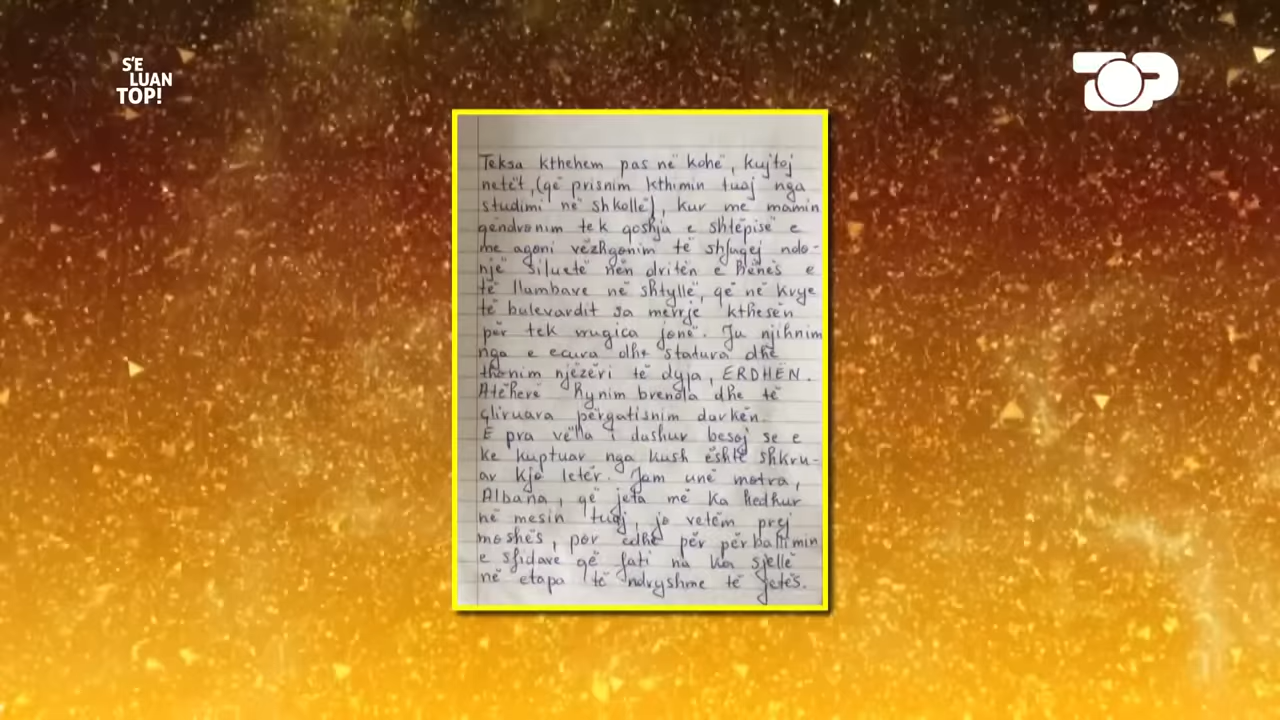 S'E
LUAN
TOP!
TOP
Teksa kthehem pas në kohë, kujtoj
netët, (që prisnim kthimin tuaj nga
studimi në shkollë), kur me mamin
qëndronim tek qoshja e shtëpisë e
me agoni vëzhgonim të shfaqej ndo-
një siluetë nën dritën e hënës e
të llambave në shtyllë, që në krye
të bulevardit sa merrje kthesën
për tek rrugica jonë. Ju njihnim
nga e ecura dhe statura dhe
thonim njëzëri të dyja, ERDHËN.
Atëherë hynim brenda dhe të
çliruara përgatisnim darkën.
E pra vëlla i dashur besoj se e
ke kuptuar nga kush është shkru-
ar kjo letër. Jam unë motra,
Albana, që jeta më ka hedhur
në mesin tuaj, jo vetëm prej
moshës, por edhe për përballimin
e sfidave që fati na ka sjellë
në etapa të ndryshme të jetës.